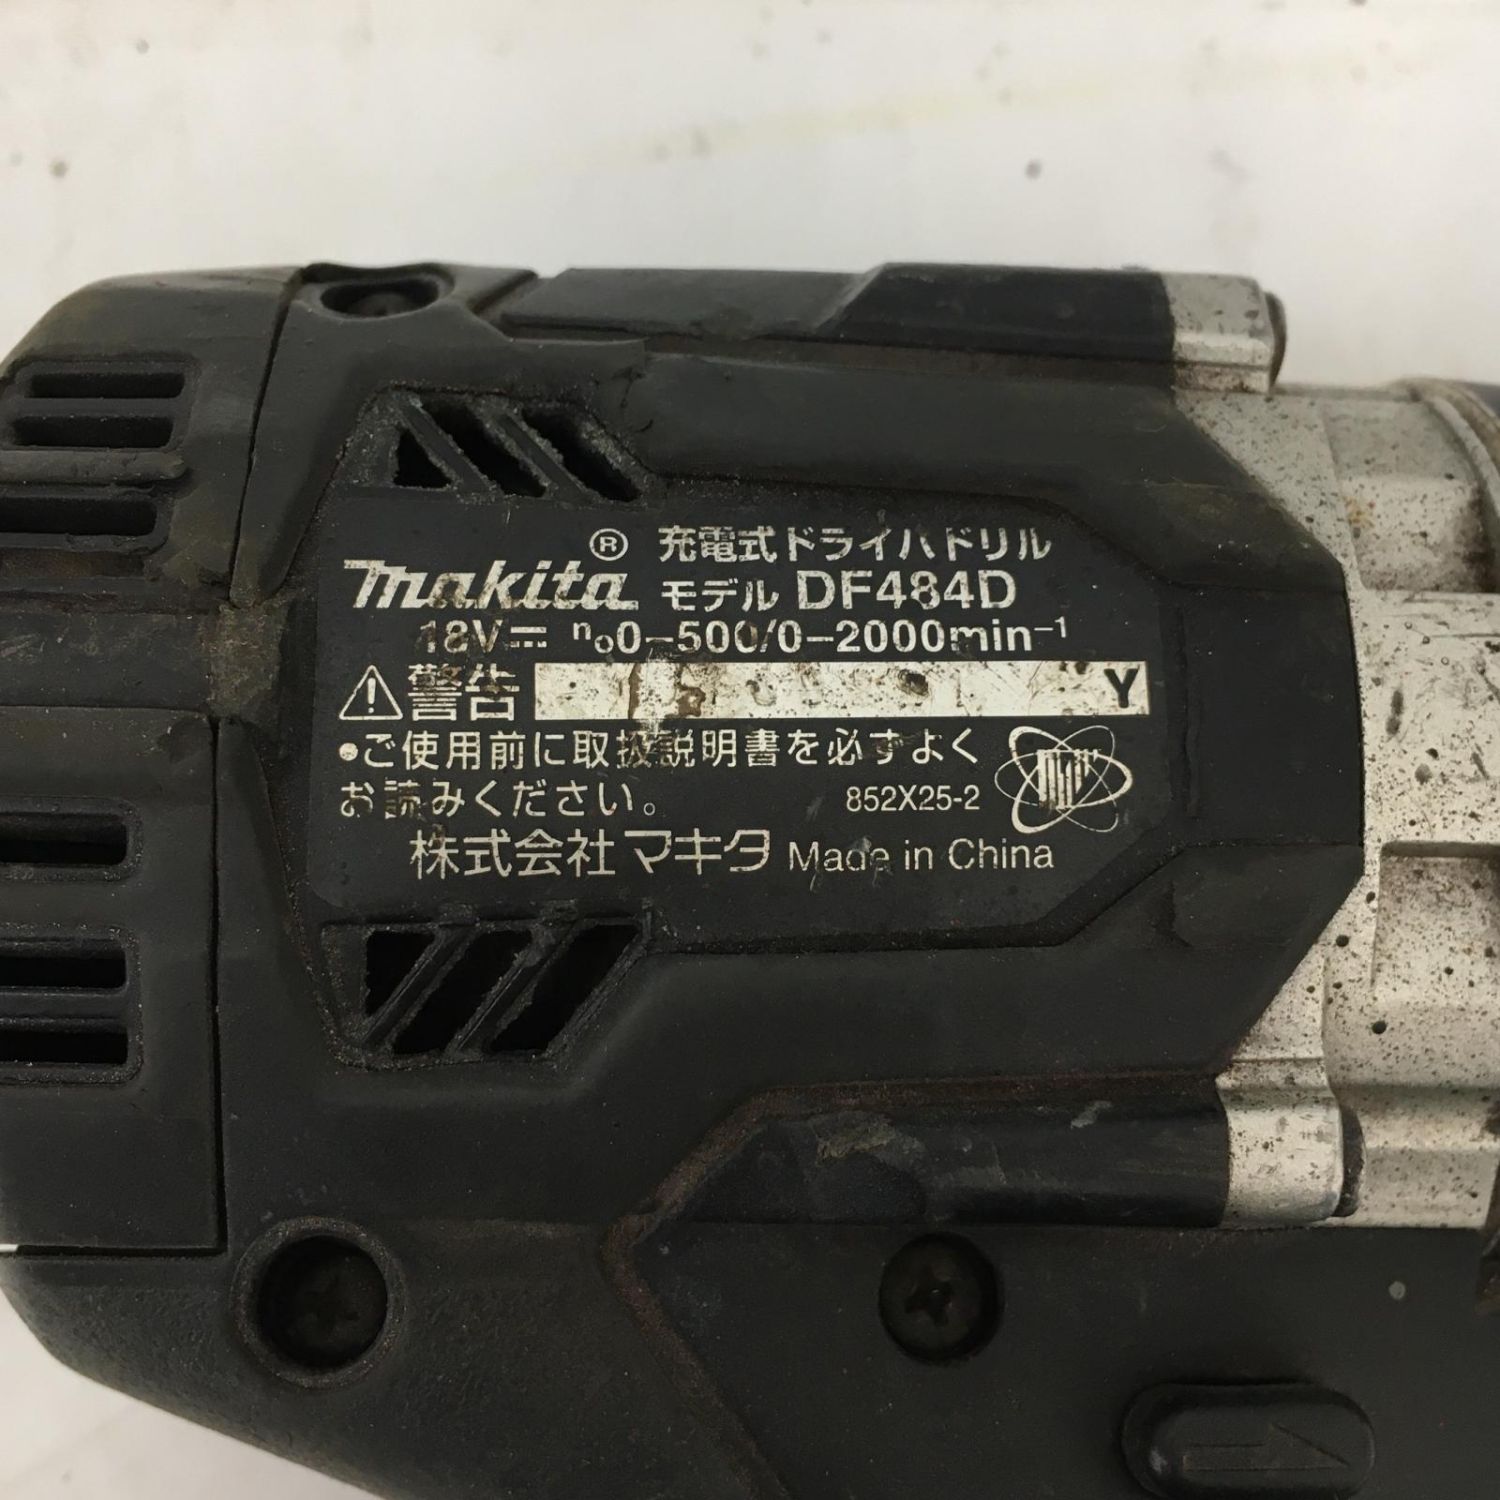 ® 充電式ドライバドリル
makita モデル DF484D
18V⎓ n₀0-500/0-2000min⁻¹
⚠警告 Y
●ご使用前に取扱説明書を必ずよく
お読みください。 852X25-2
株式会社マキタ Made in China